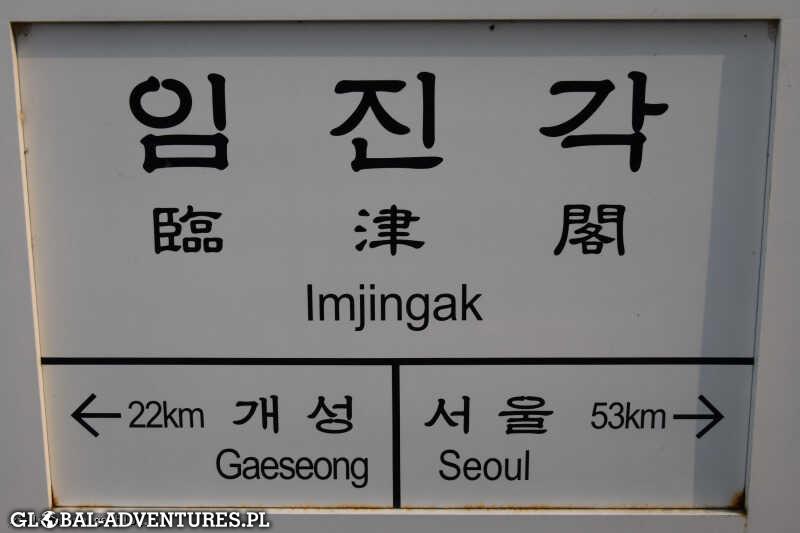 임 진 각
臨 津 閣
Imjingak
← 22km 개 성
Gaeseong
서 울 53km →
Seoul
GLOBAL-ADVENTURES.PL